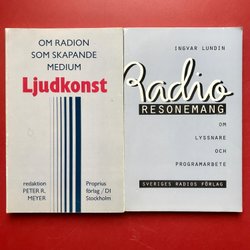 OM RADION
SOM SKAPANDE
MEDIUM
Ljudkonst
redaktion
PETER R.
MEYER
Proprius
förlag / DI
Stockholm
INGVAR LUNDIN
Radio
RESONEMANG
OM
LYSSNARE
OCH
PROGRAMARBETE
SVERIGES RADIOS FÖRLAG